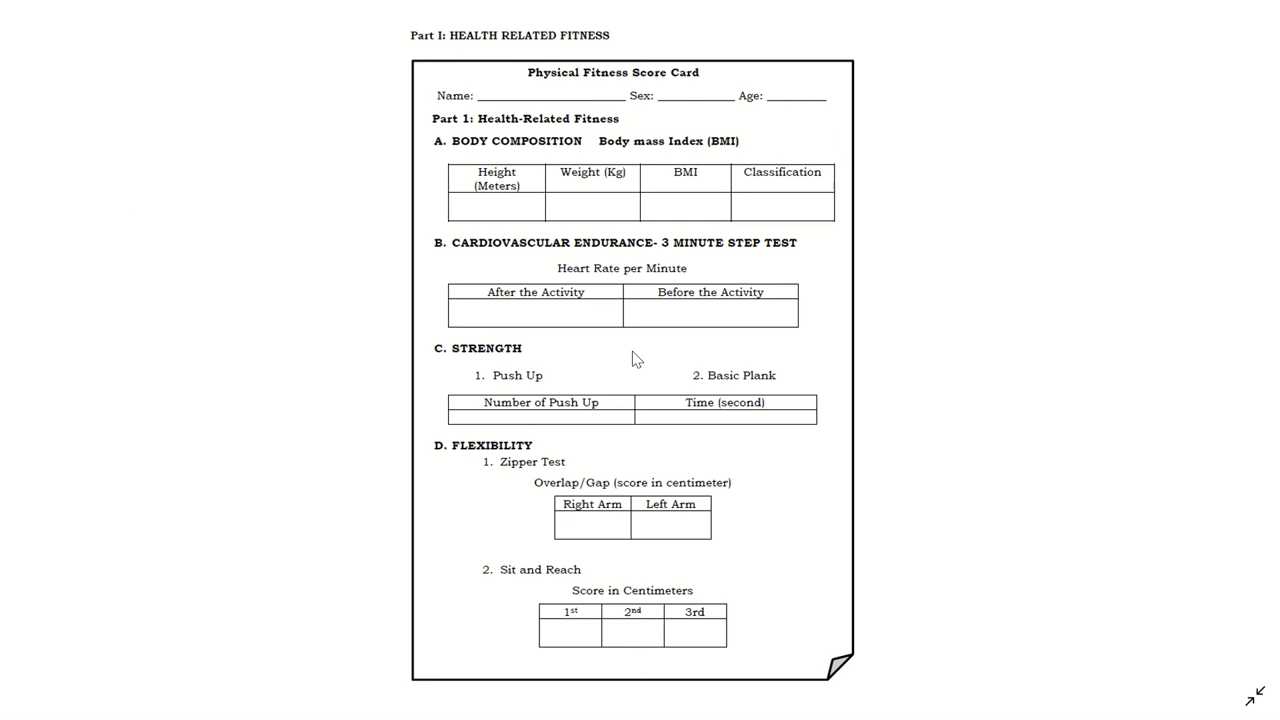 Part I: HEALTH RELATED FITNESS
Physical Fitness Score Card
Name: ______________________ Sex: ___________ Age: _________
Part 1: Health-Related Fitness
A. BODY COMPOSITION Body mass Index (BMI)
Height (Meters) Weight (Kg) BMI Classification
B. CARDIOVASCULAR ENDURANCE- 3 MINUTE STEP TEST
Heart Rate per Minute
After the Activity Before the Activity
C. STRENGTH
1. Push Up 2. Basic Plank
Number of Push Up Time (second)
D. FLEXIBILITY
1. Zipper Test
Overlap/Gap (score in centimeter)
Right Arm Left Arm
2. Sit and Reach
Score in Centimeters
1st 2nd 3rd